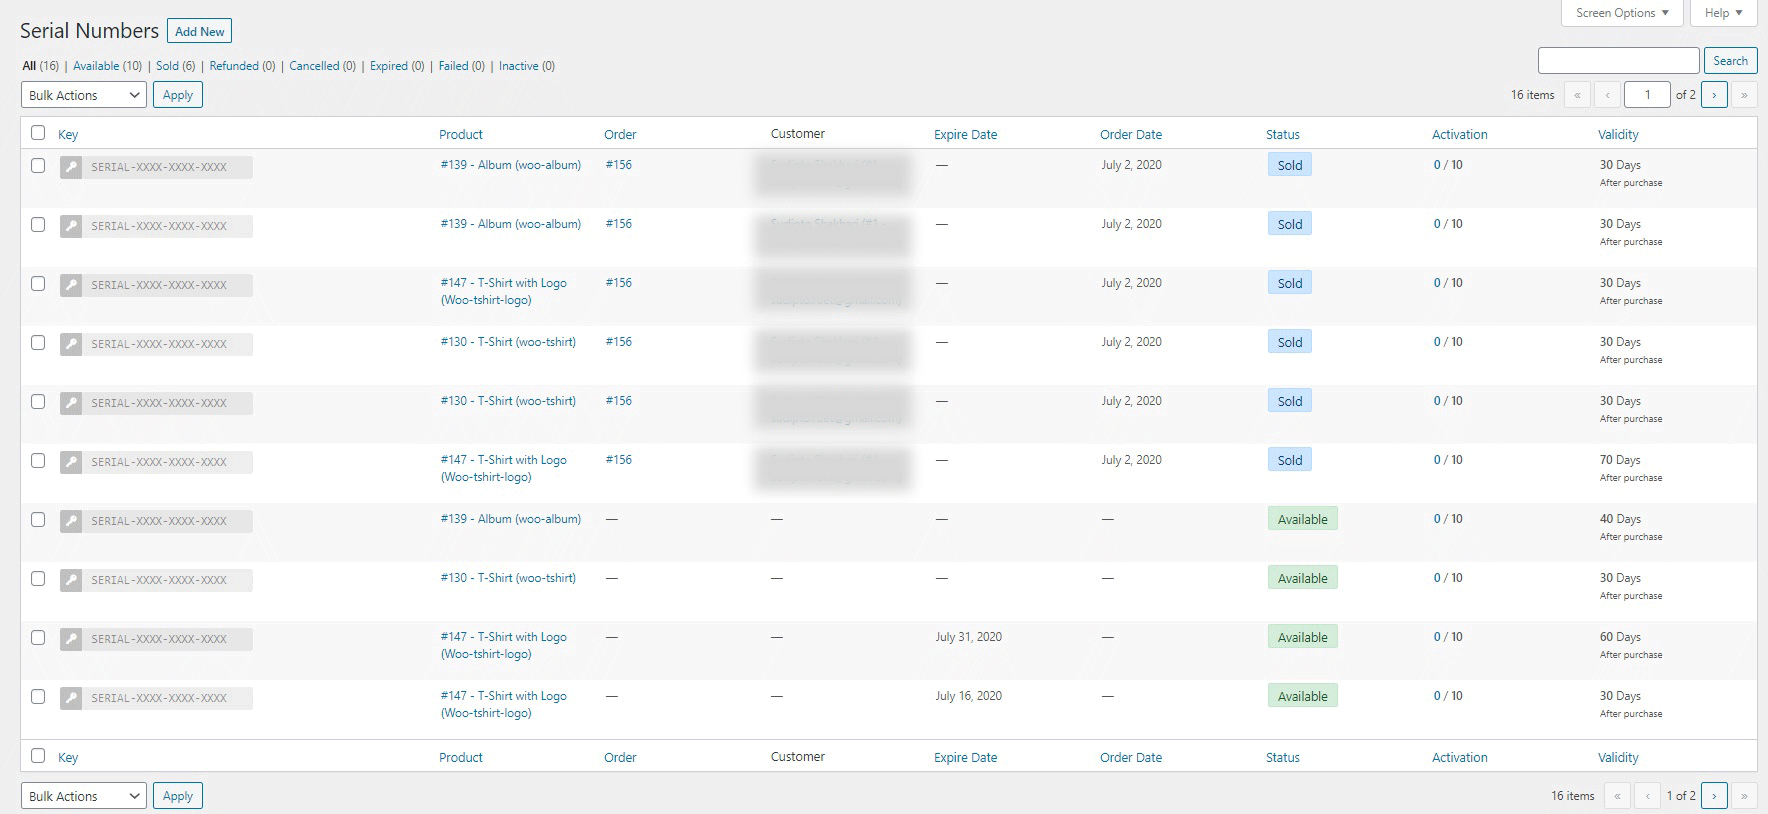 Screen Options ▼ Help ▼
Serial Numbers Add New
All (16) | Available (10) | Sold (6) | Refunded (0) | Cancelled (0) | Expired (0) | Failed (0) | Inactive (0)
Search
Bulk Actions Apply
16 items « ‹ 1 of 2 › »
Key Product Order Customer Expire Date Order Date Status Activation Validity
SERIAL-XXXX-XXXX-XXXX #139 - Album (woo-album) #156 — July 2, 2020 Sold 0 / 10 30 Days
After purchase
SERIAL-XXXX-XXXX-XXXX #139 - Album (woo-album) #156 — July 2, 2020 Sold 0 / 10 30 Days
After purchase
SERIAL-XXXX-XXXX-XXXX #147 - T-Shirt with Logo #156 — July 2, 2020 Sold 0 / 10 30 Days
(Woo-tshirt-logo) After purchase
SERIAL-XXXX-XXXX-XXXX #130 - T-Shirt (woo-tshirt) #156 — July 2, 2020 Sold 0 / 10 30 Days
After purchase
SERIAL-XXXX-XXXX-XXXX #130 - T-Shirt (woo-tshirt) #156 — July 2, 2020 Sold 0 / 10 30 Days
After purchase
SERIAL-XXXX-XXXX-XXXX #147 - T-Shirt with Logo #156 — July 2, 2020 Sold 0 / 10 70 Days
(Woo-tshirt-logo) After purchase
SERIAL-XXXX-XXXX-XXXX #139 - Album (woo-album) — — — — Available 0 / 10 40 Days
After purchase
SERIAL-XXXX-XXXX-XXXX #130 - T-Shirt (woo-tshirt) — — — — Available 0 / 10 30 Days
After purchase
SERIAL-XXXX-XXXX-XXXX #147 - T-Shirt with Logo — — July 31, 2020 — Available 0 / 10 60 Days
(Woo-tshirt-logo) After purchase
SERIAL-XXXX-XXXX-XXXX #147 - T-Shirt with Logo — — July 16, 2020 — Available 0 / 10 30 Days
(Woo-tshirt-logo) After purchase
Key Product Order Customer Expire Date Order Date Status Activation Validity
Bulk Actions Apply
16 items « ‹ 1 of 2 › »